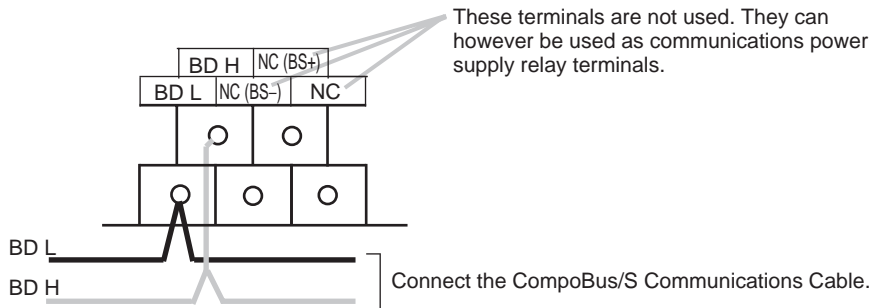 These terminals are not used. They can
however be used as communications power
supply relay terminals.
BD H NC (BS+)
BD L NC (BS–) NC
BD L
BD H
Connect the CompoBus/S Communications Cable.